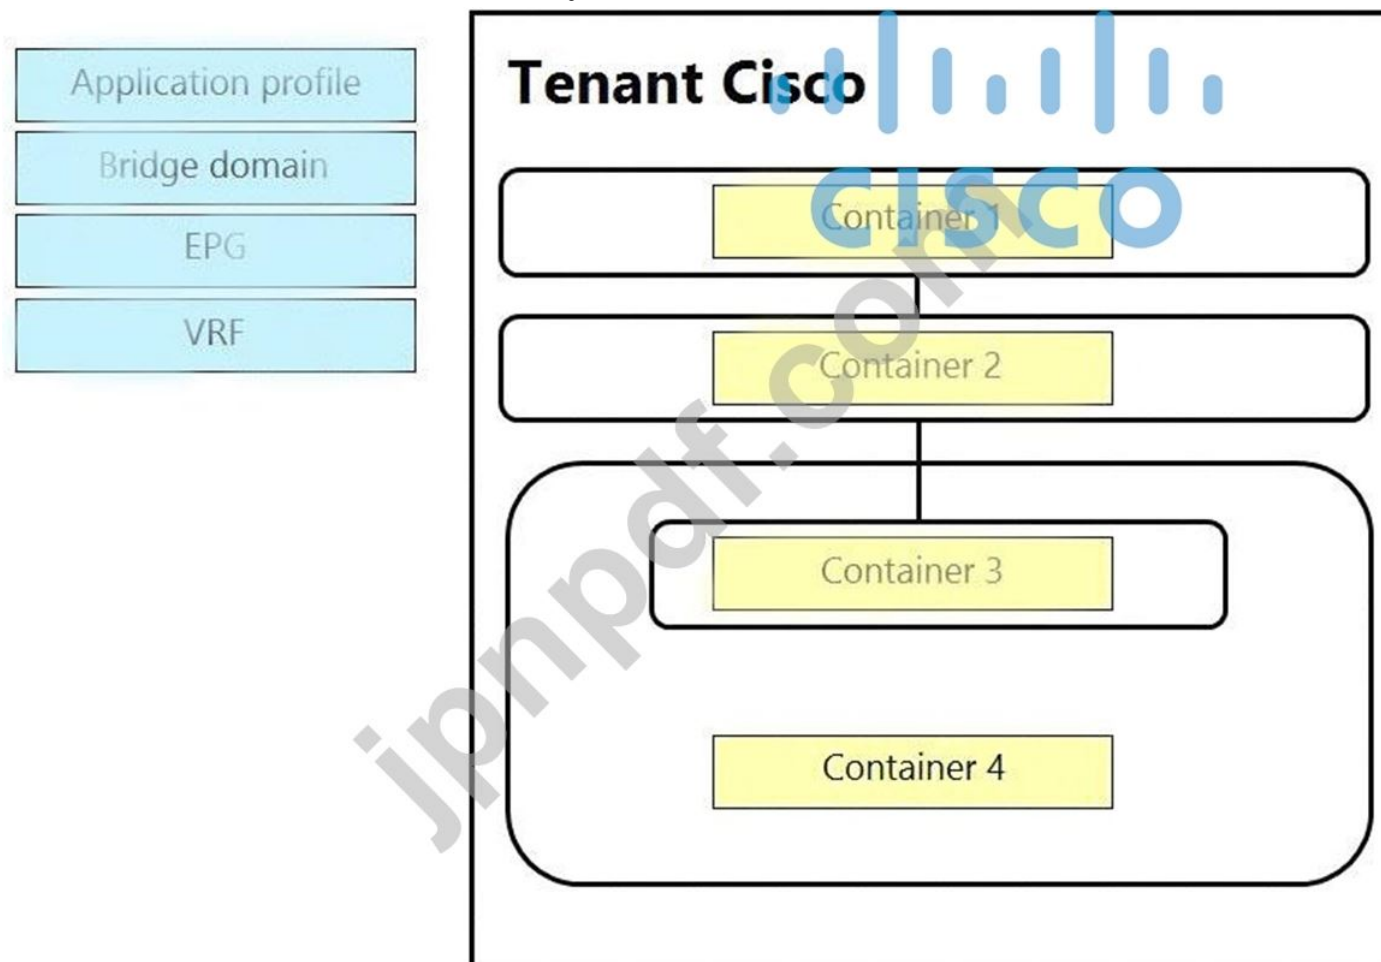 Application profile
Bridge domain
EPG
VRF
Tenant Cisco
CISCO
Container 1
Container 2
Container 3
Container 4
jpnpdf.com